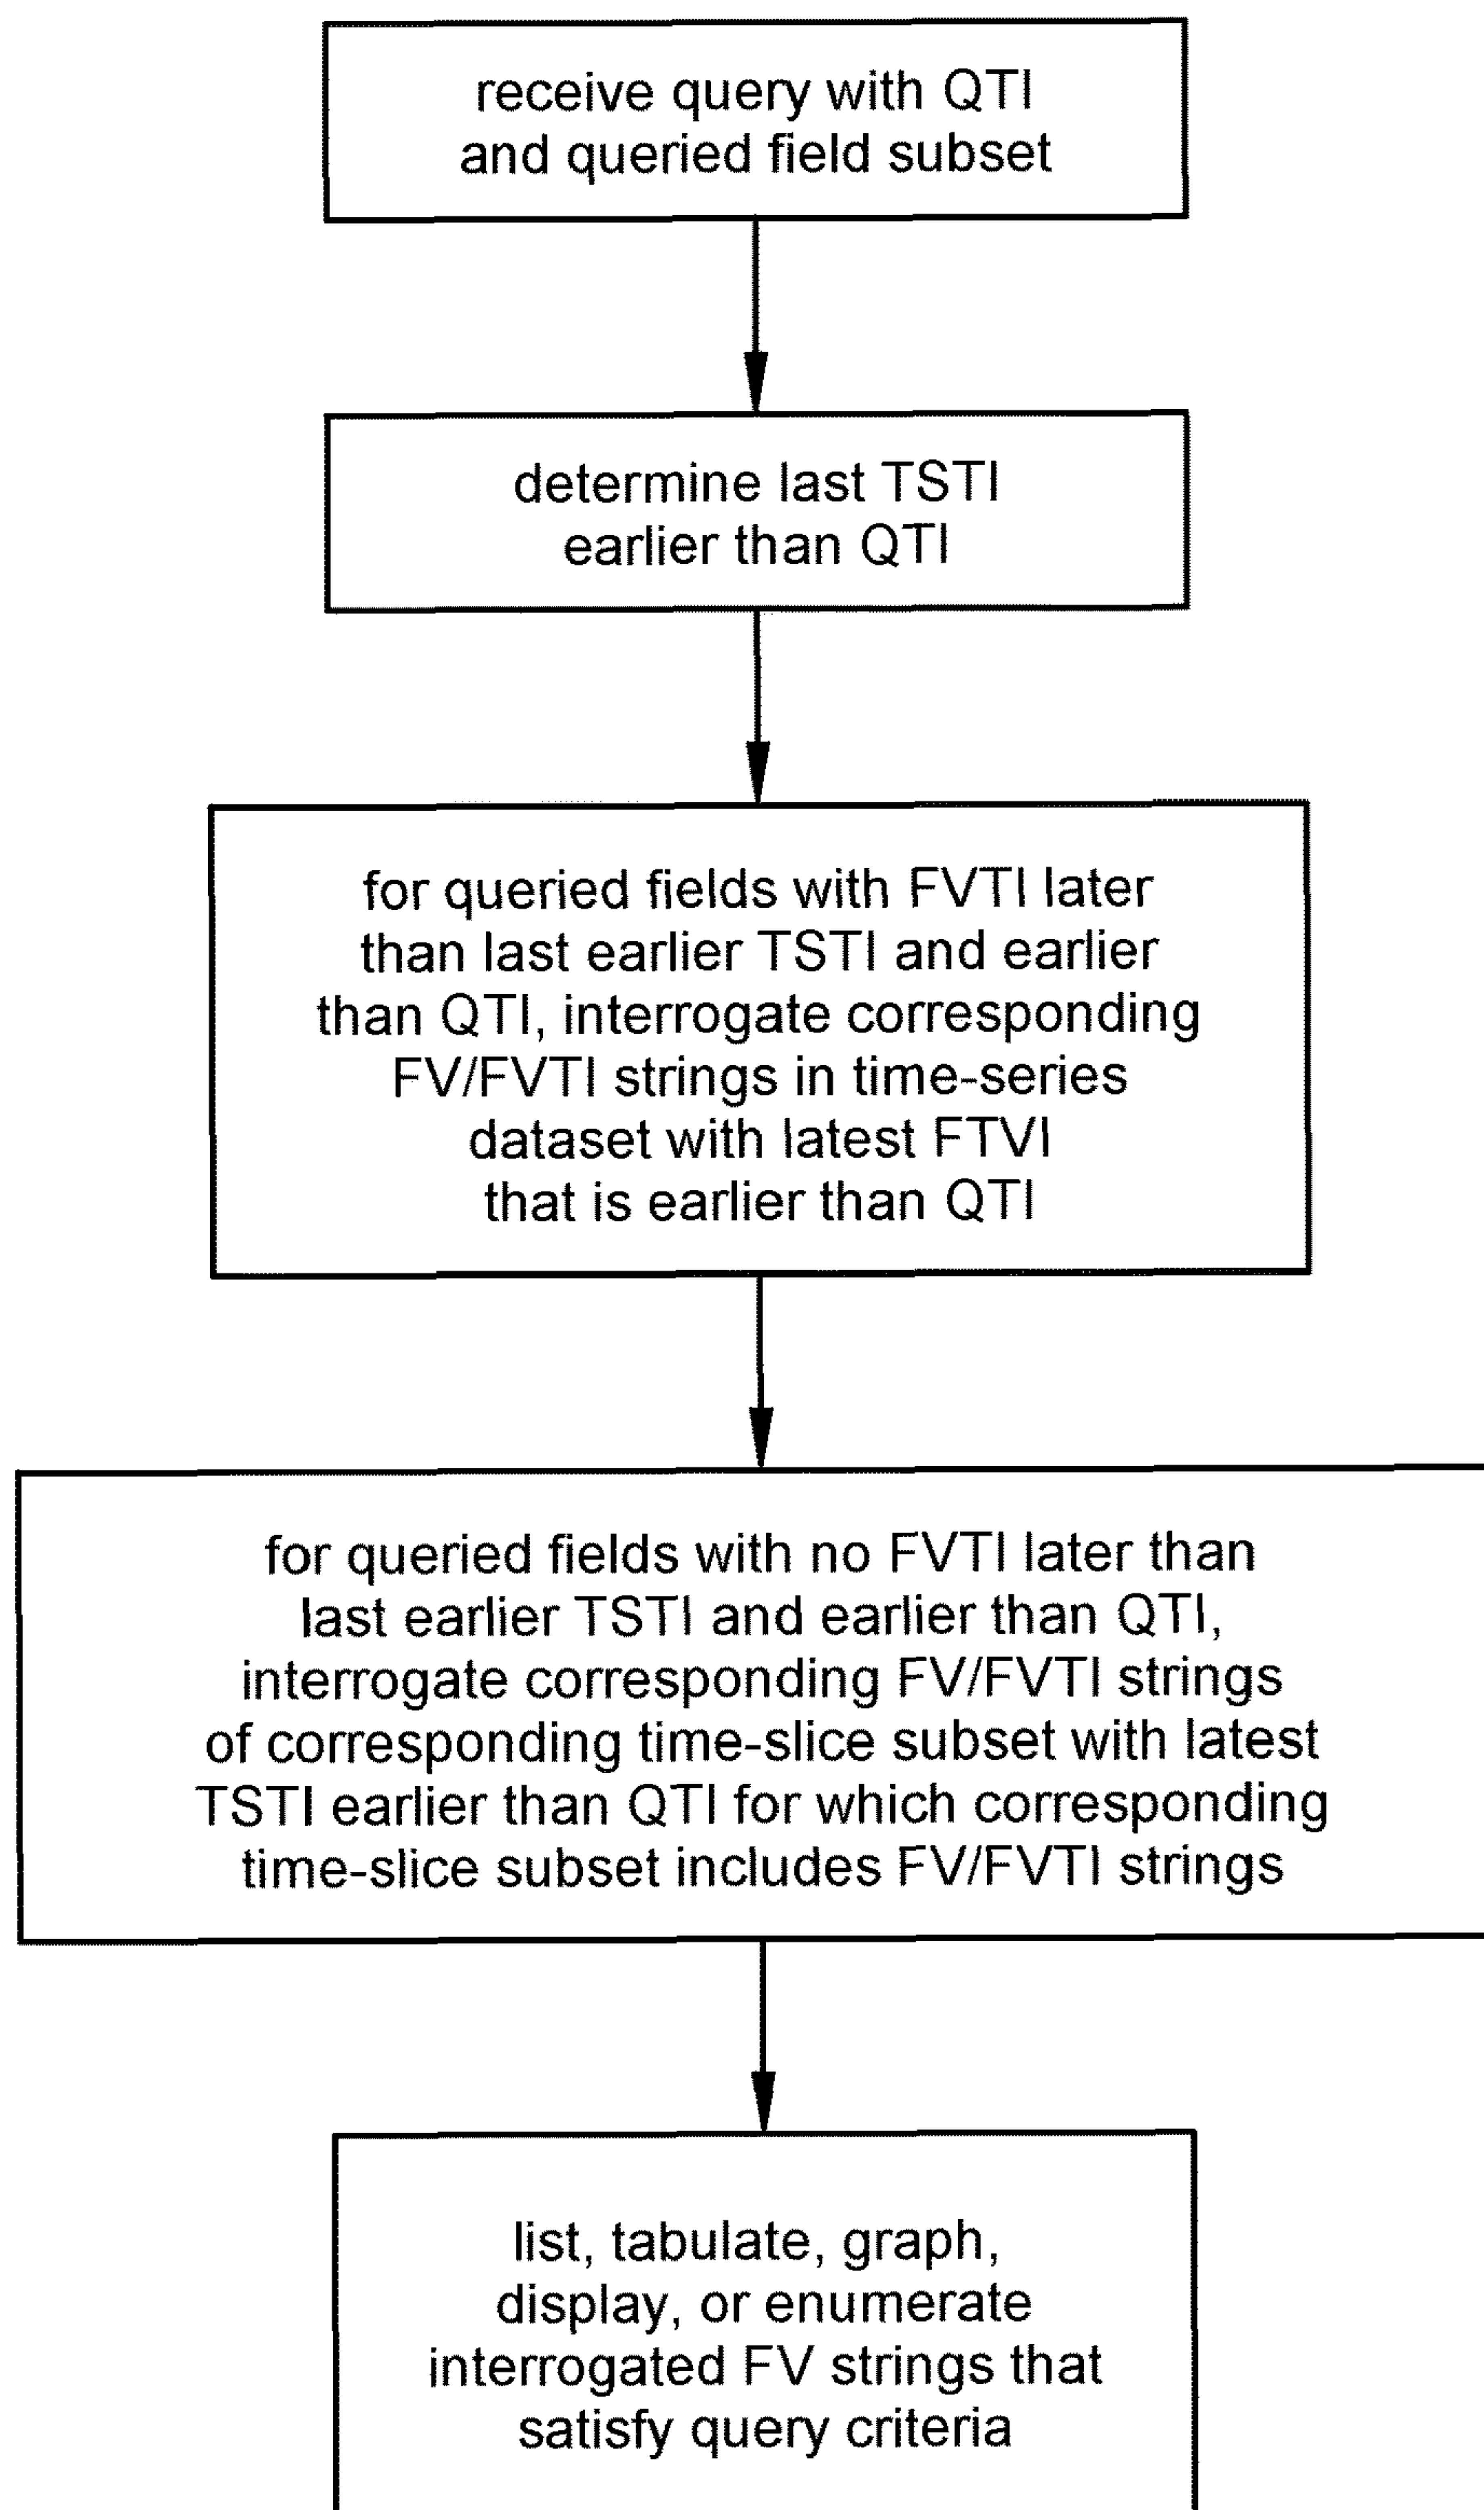 receive query with QTI
and queried field subset
determine last TSTI
earlier than QTI
for queried fields with FVTI later
than last earlier TSTI and earlier
than QTI, interrogate corresponding
FV/FVTI strings in time-series
dataset with latest FTVI
that is earlier than QTI
for queried fields with no FVTI later than
last earlier TSTI and earlier than QTI,
interrogate corresponding FV/FVTI strings
of corresponding time-slice subset with latest
TSTI earlier than QTI for which corresponding
time-slice subset includes FV/FVTI strings
list, tabulate, graph,
display, or enumerate
interrogated FV strings that
satisfy query criteria